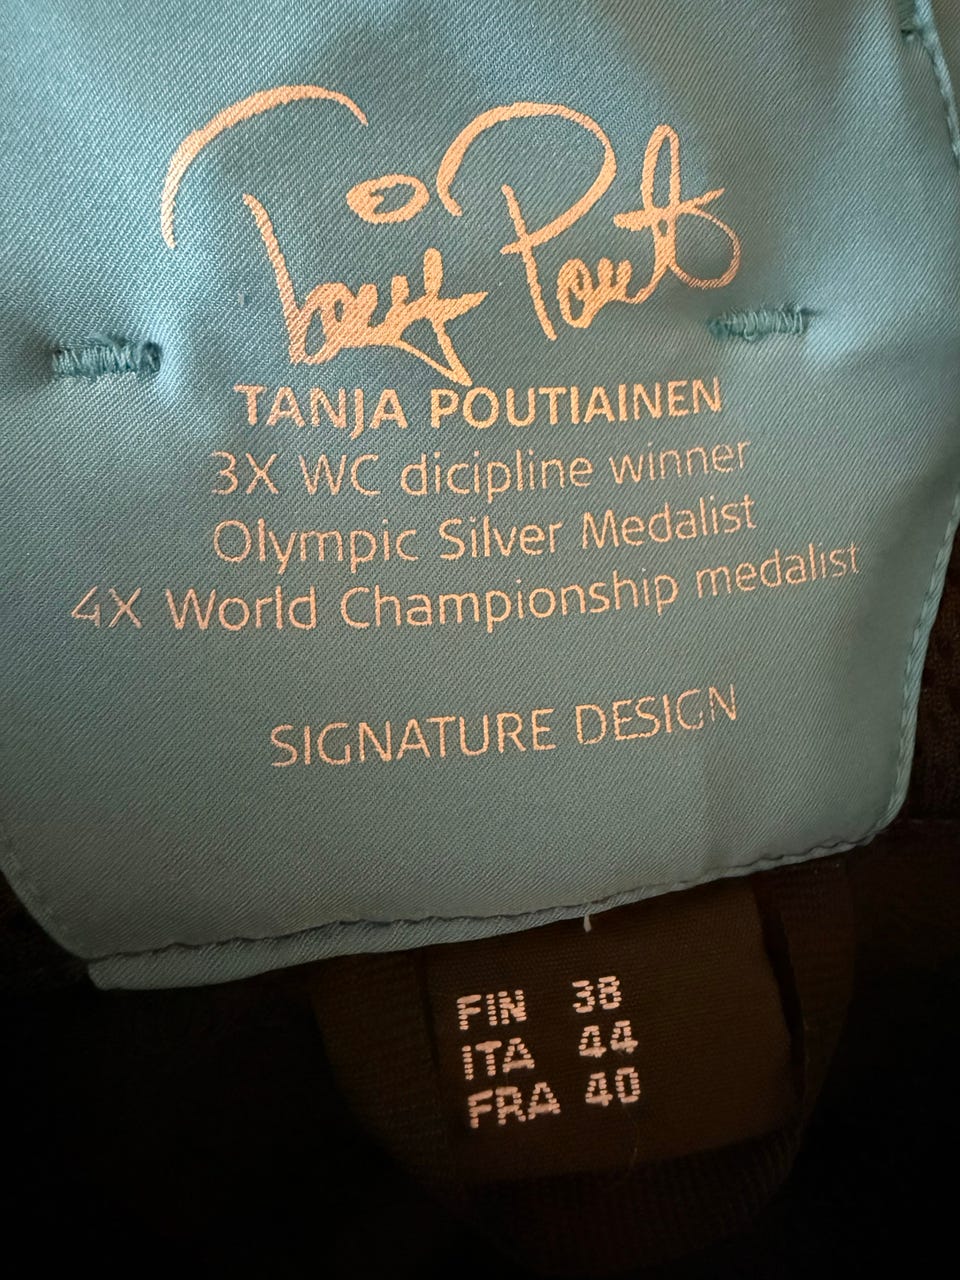 TANJA POUTIAINEN
3X WC dicipline winner
Olympic Silver Medalist
4X World Championship medalist
SIGNATURE DESIGN
FIN 38
ITA 44
FRA 40